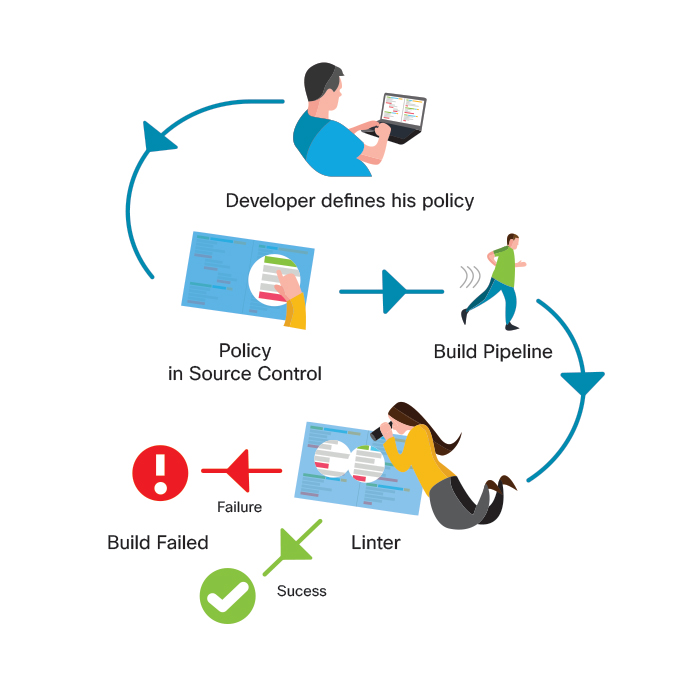 Developer defines his policy
Policy
in Source Control
Build Pipeline
Failure
Build Failed
Linter
Sucess